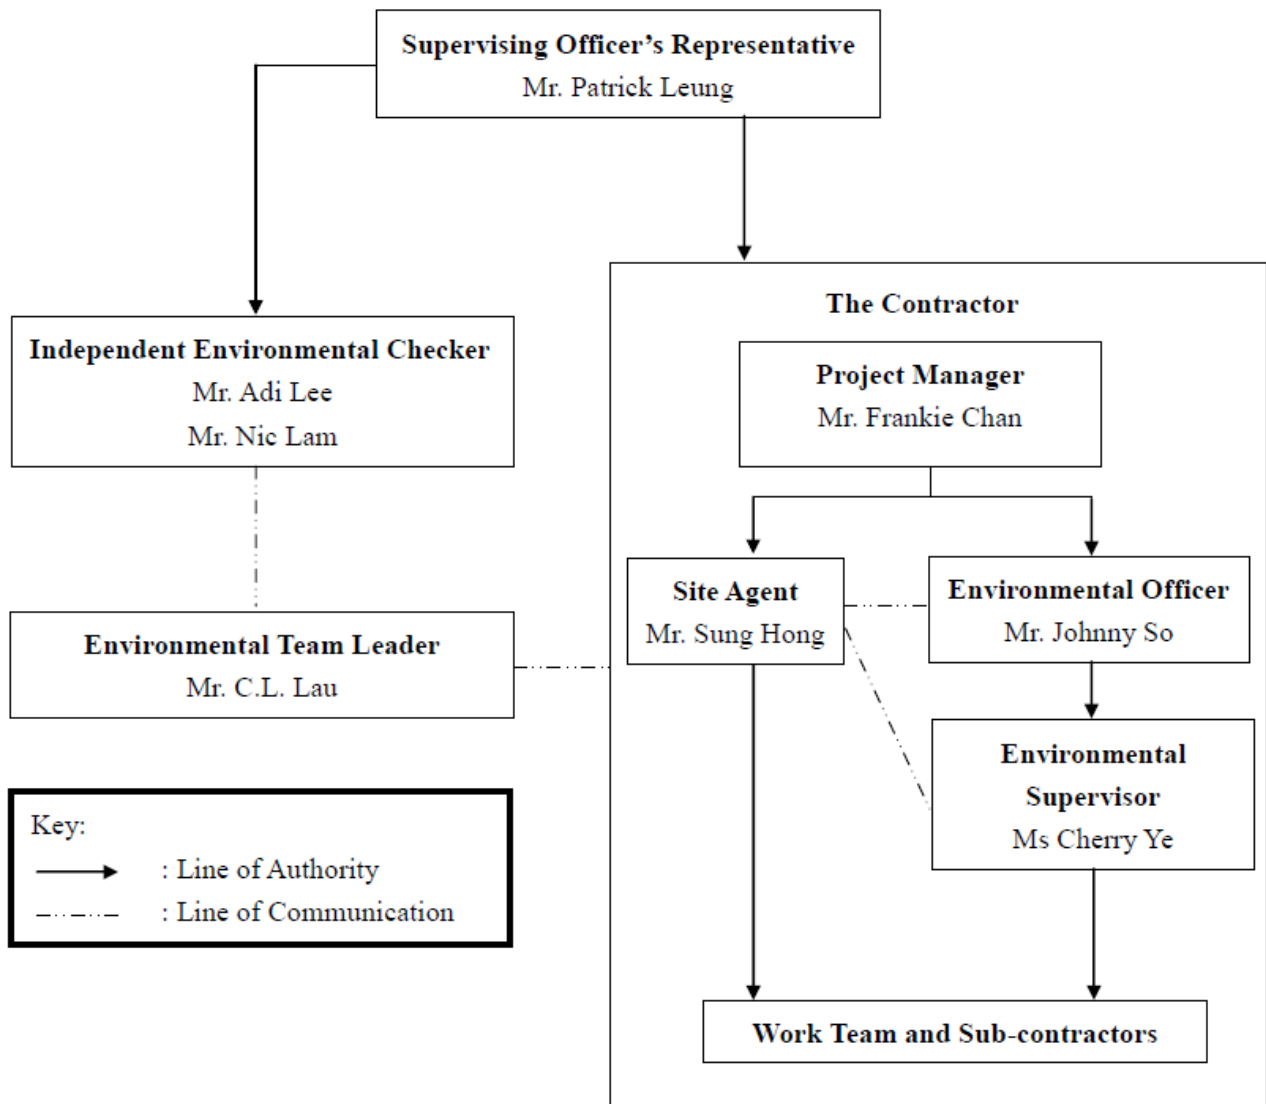 Supervising Officer's Representative
Mr. Patrick Leung
Independent Environmental Checker
Mr. Adi Lee
Mr. Nic Lam
Environmental Team Leader
Mr. C.L. Lau
The Contractor
Project Manager
Mr. Frankie Chan
Site Agent
Mr. Sung Hong
Environmental Officer
Mr. Johnny So
Environmental
Supervisor
Ms Cherry Ye
Work Team and Sub-contractors
Key:
: Line of Authority
: Line of Communication